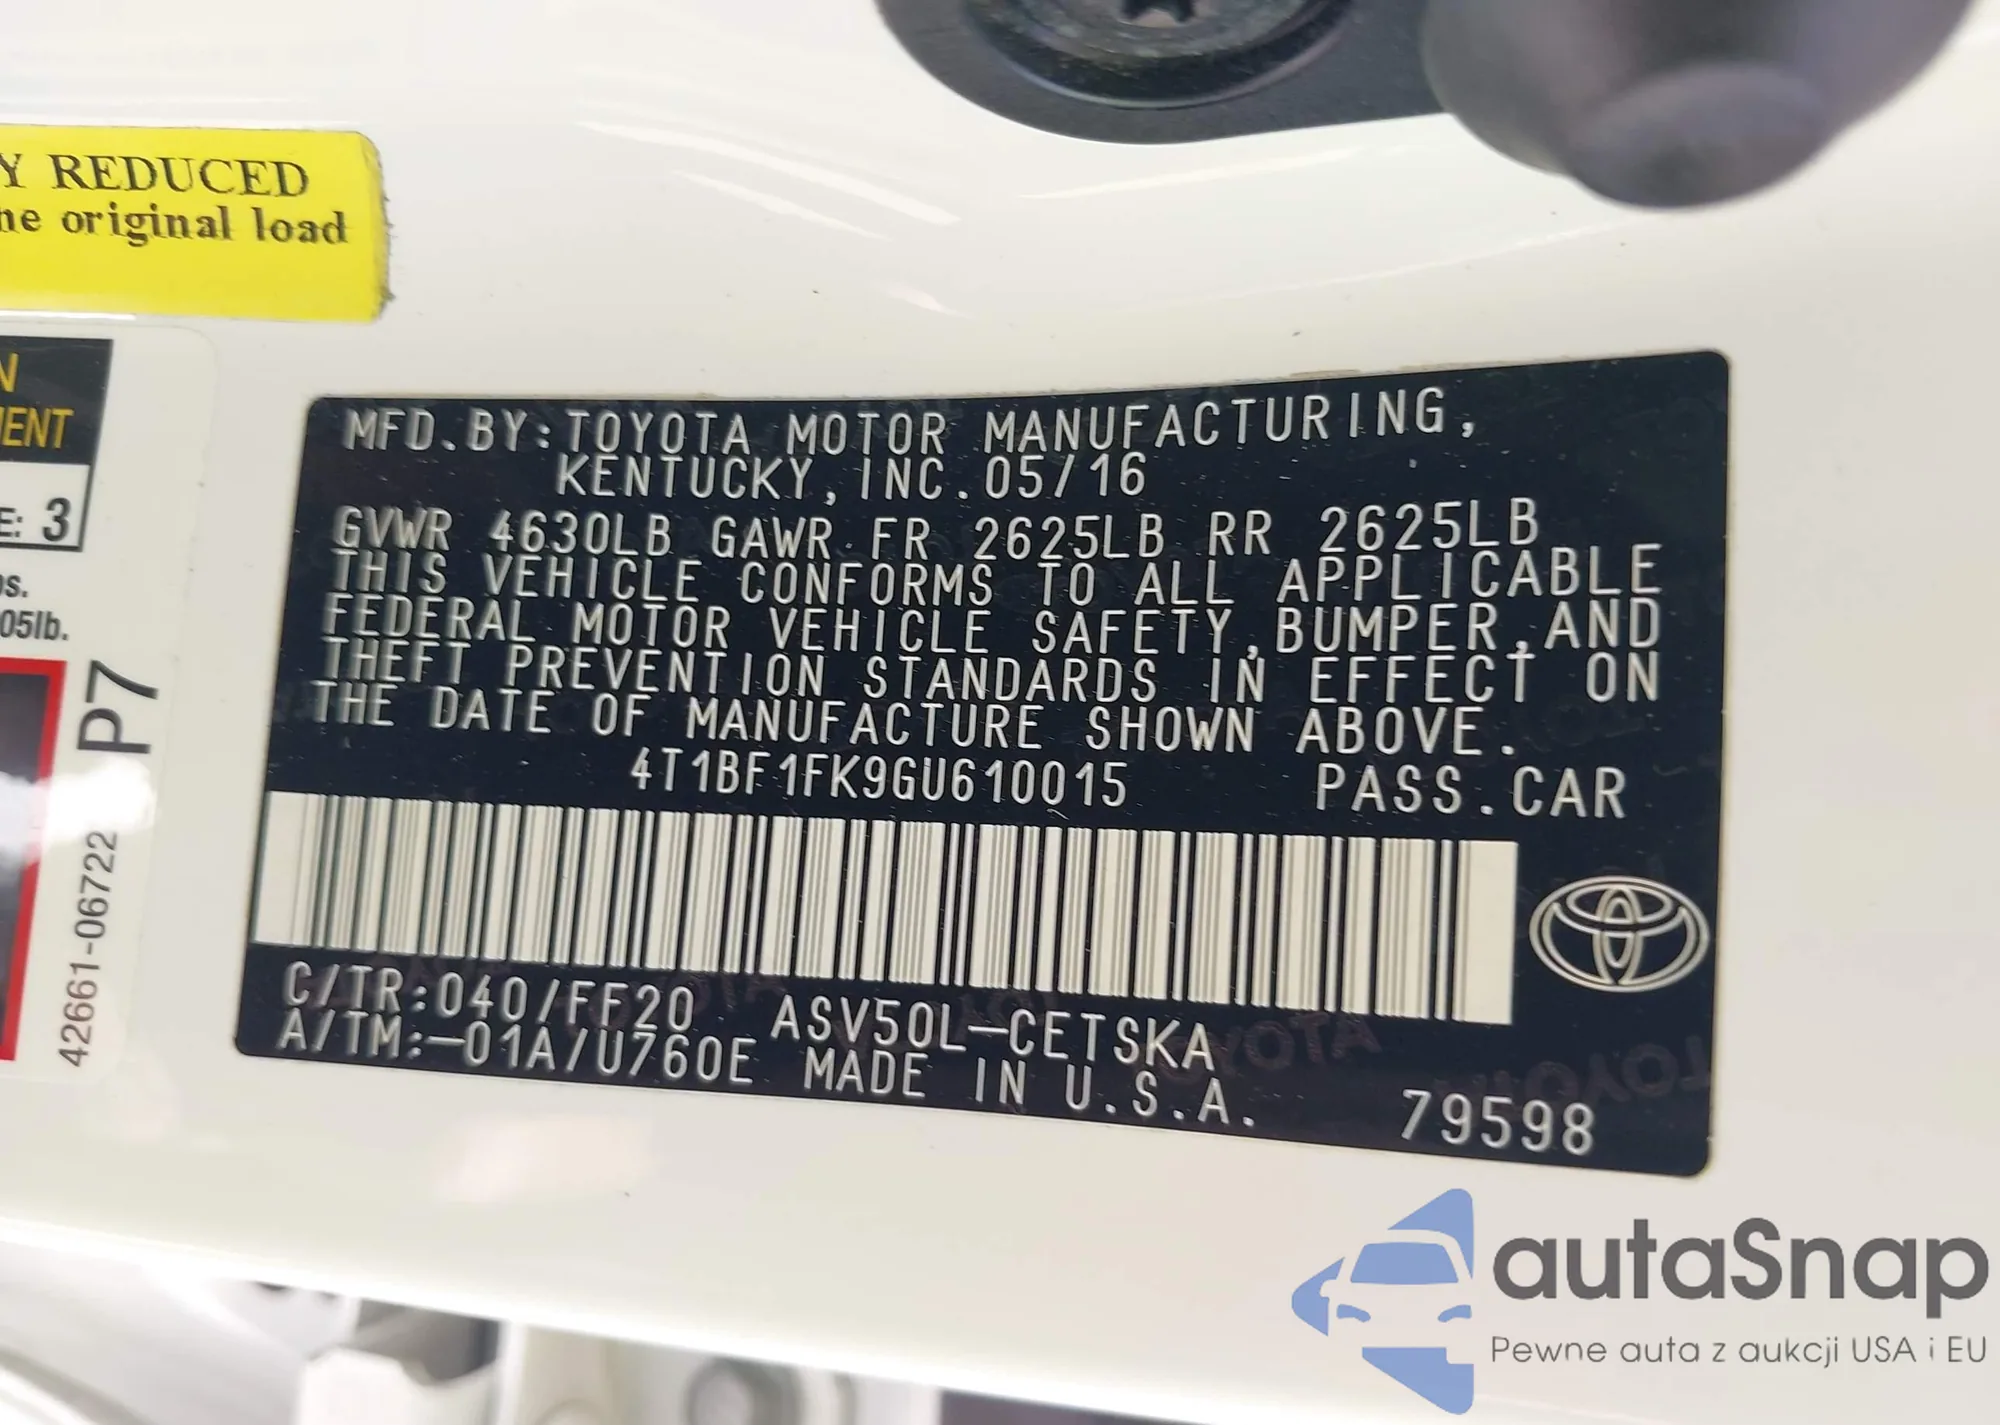 Y REDUCED
he original load
N
MENT
E: 3
os.
05lb.
P7
42661-06722
MFD.BY:TOYOTA MOTOR MANUFACTURING,
KENTUCKY, INC. 05/16
GVWR 4630LB GAWR FR 2625LB RR 2625LB
THIS VEHICLE CONFORMS TO ALL APPLICABLE
FEDERAL MOTOR VEHICLE SAFETY,BUMPER,AND
THEFT PREVENTION STANDARDS IN EFFECT ON
THE DATE OF MANUFACTURE SHOWN ABOVE.
4T1BF1FK9GU610015 PASS.CAR
C/TR:040/FF20 ASV50L-CETSKA
A/TM:-01A/U760E MADE IN U.S.A.
79598
autaSnap
Pewne auta z aukcji USA i EU